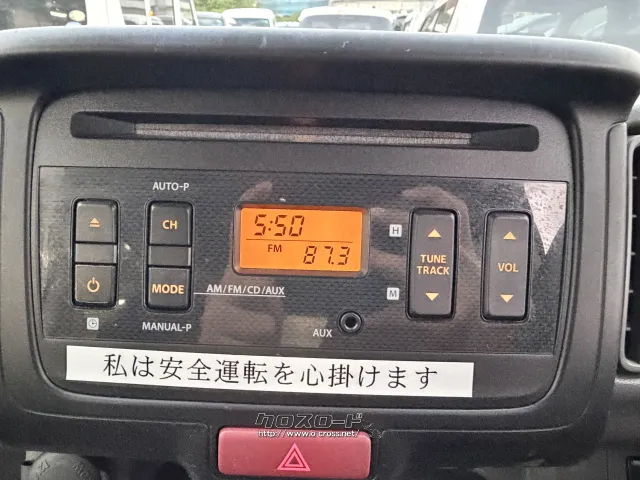 AUTO-P
CH
5:50
FM 87.3
H
TUNE
TRACK
VOL
MODE
AM/FM/CD/AUX
M
MANUAL-P
AUX
私は安全運転を心掛けます
クロスロード
www.a-cross.net/